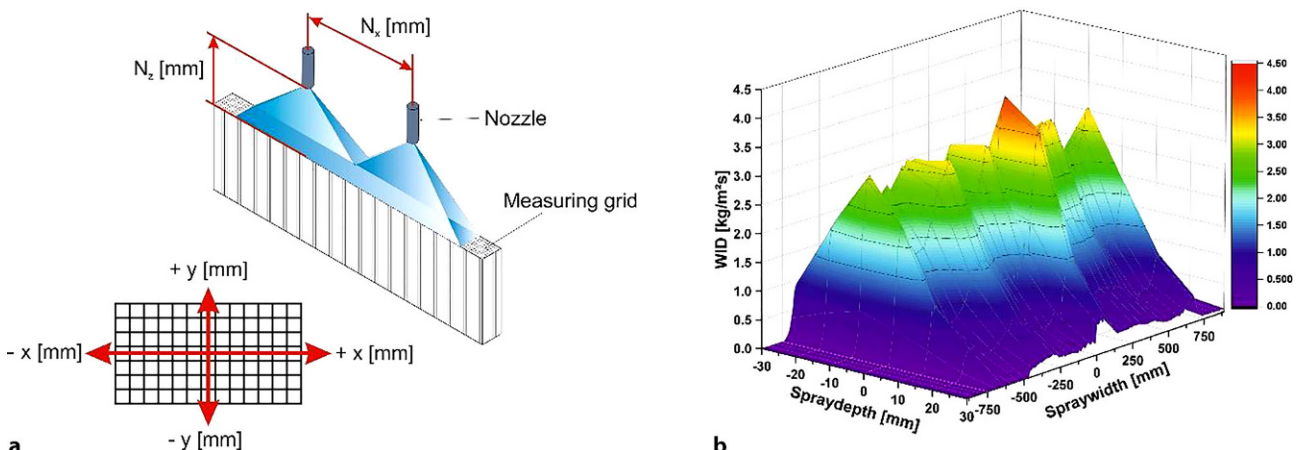 Nx [mm]
Nz [mm]
Nozzle
Measuring grid
+ y [mm]
- x [mm]
+ x [mm]
- y [mm]
a
4.5
4.0
3.5
3.0
2.5
2.0
1.5
1.0
0.5
0.0
WID [kg/m²s]
-30
-20
-10
0
10
20
30
Spraydepth [mm]
-750
-500
-250
0
250
500
750
Spraywidth [mm]
4.50
4.00
3.50
3.00
2.50
2.00
1.50
1.00
0.500
0.00
b